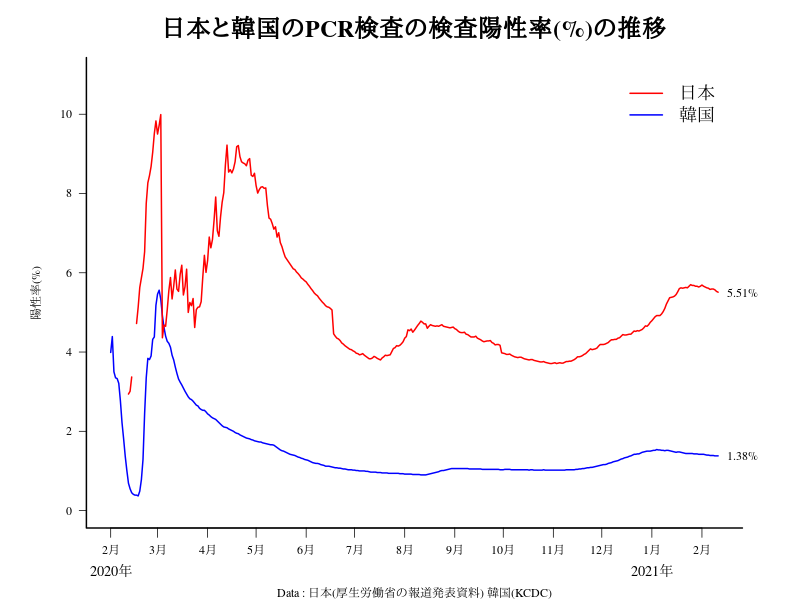 日本と韓国のPCR検査の検査陽性率(%)の推移
日本
韓国
陽性率(%)
10
8
6
4
2
0
5.51%
1.38%
2月 3月 4月 5月 6月 7月 8月 9月 10月 11月 12月 1月 2月
2020年 2021年
Data : 日本(厚生労働省の報道発表資料) 韓国(KCDC)